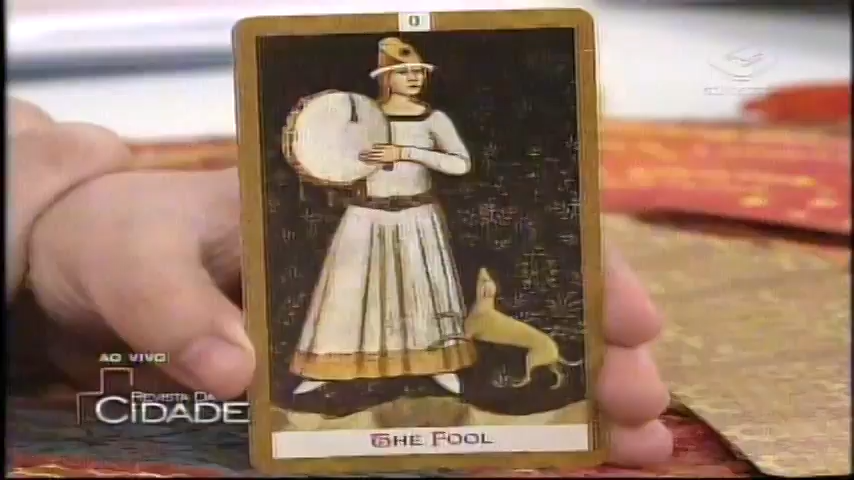 0
AO VIVO
REVISTA DA
CIDADE
THE FOOL